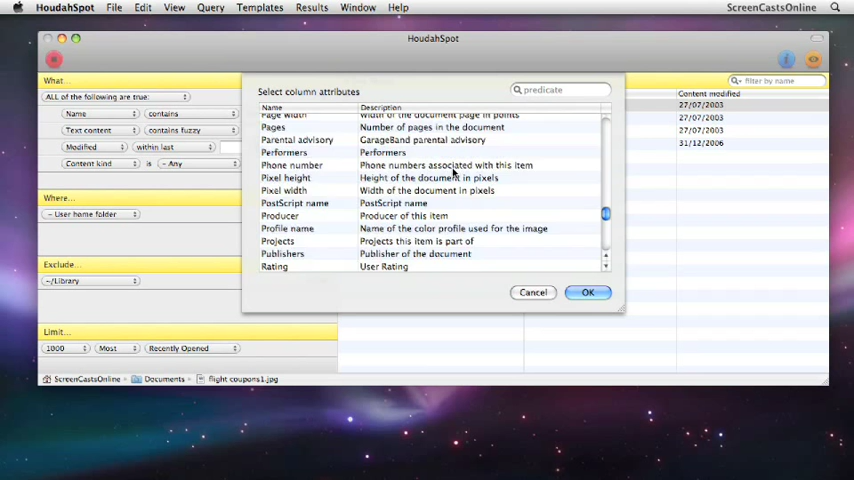 HoudahSpot File Edit View Query Templates Results Window Help ScreenCastsOnline
HoudahSpot
What...
ALL of the following are true:
Name contains
Text content contains fuzzy
Modified within last
Content kind is - Any
Where...
- User home folder
Exclude...
~/Library
Limit...
1000 Most Recently Opened
Select column attributes
predicate
Name Description
Page width Width of the document page in points
Pages Number of pages in the document
Parental advisory GarageBand parental advisory
Performers Performers
Phone number Phone numbers associated with this item
Pixel height Height of the document in pixels
Pixel width Width of the document in pixels
PostScript name PostScript name
Producer Producer of this item
Profile name Name of the color profile used for the image
Projects Projects this item is part of
Publishers Publisher of the document
Rating User Rating
Cancel OK
filter by name
Content modified
27/07/2003
27/07/2003
27/07/2003
31/12/2006
ScreenCastsOnline Documents flight coupons1.jpg